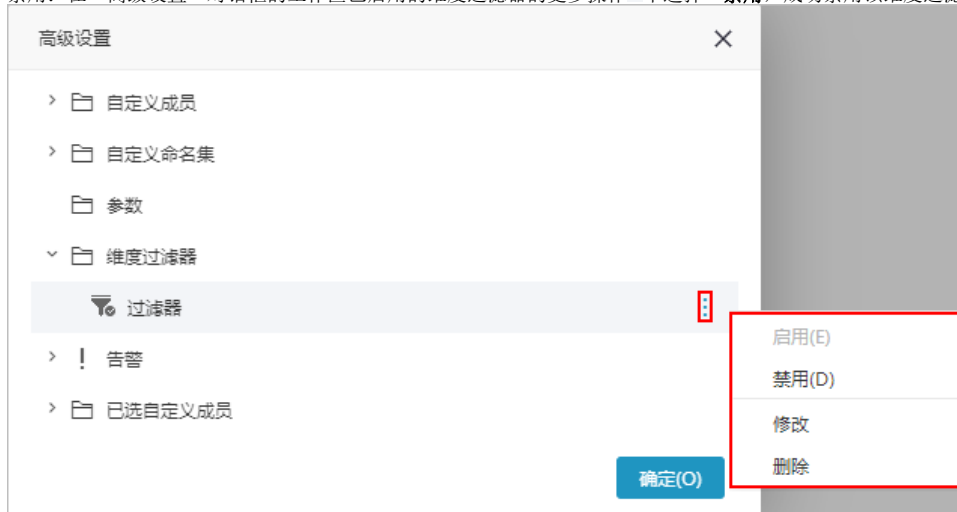 高级设置
自定义成员
自定义命名集
参数
维度过滤器
过滤器
启用(E)
告警
禁用(D)
已选自定义成员
修改
删除
确定(O)